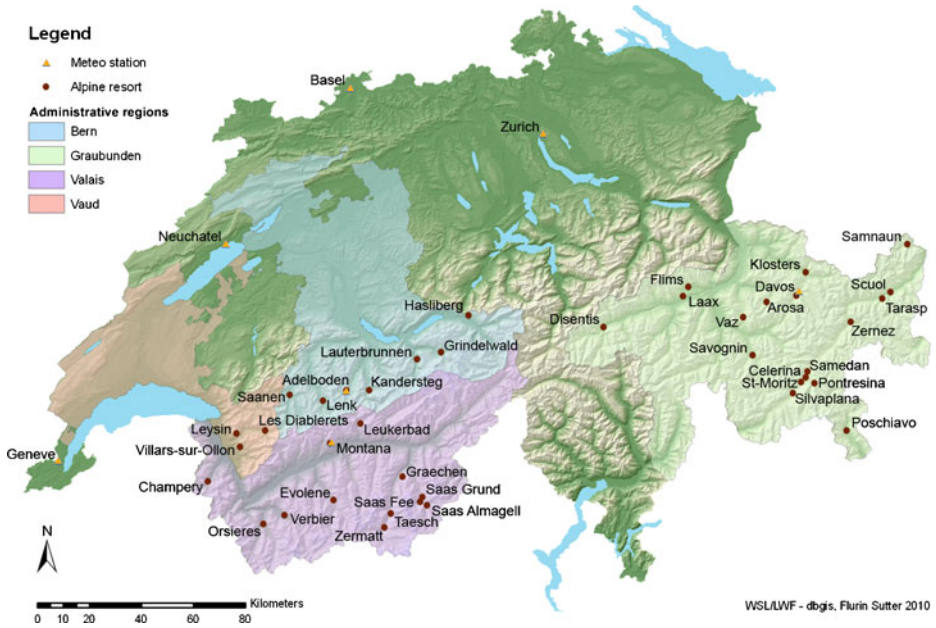 Legend
Meteo station
Alpine resort
Administrative regions
Bern
Graubunden
Valais
Vaud
Basel
Zurich
Neuchatel
Samnaun
Klosters
Flims
Davos
Scuol
Laax
Arosa
Tarasp
Hasliberg
Disentis
Vaz
Zernez
Lauterbrunnen
Grindelwald
Savognin
Celerina
Samedan
Adelboden
Kandersteg
St-Moritz
Pontresina
Saanen
Lenk
Silvaplana
Les Diablerets
Leysin
Leukerbad
Poschiavo
Villars-sur-Ollon
Montana
Geneve
Champery
Graechen
Evolene
Saas Grund
Saas Fee
Saas Almagell
Orsieres
Verbier
Taesch
Zermatt
N
Kilometers
0 5 10 20 40 60 80
WSL/LWF - dbgis, Flurin Sutter 2010